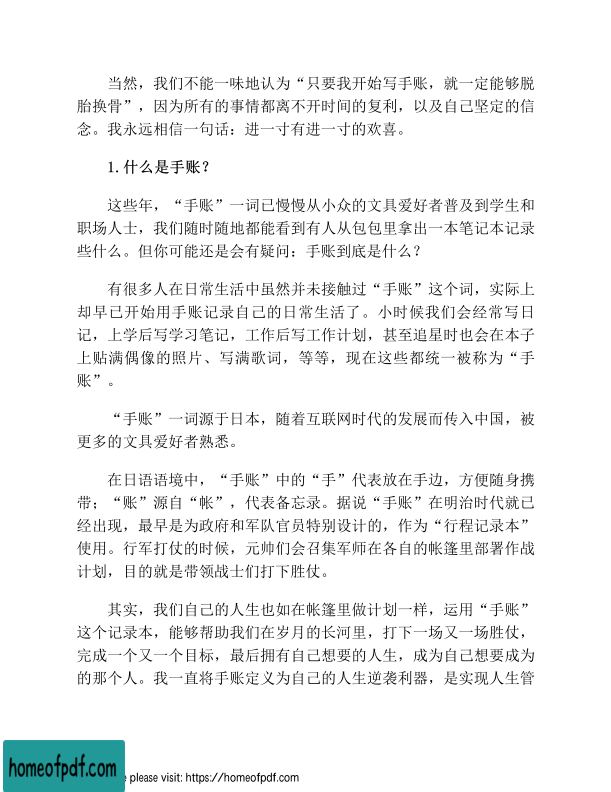 当然，我们不能一味地认为“只要我开始写手账，就一定能够脱
胎换骨”，因为所有的事情都离不开时间的复利，以及自己坚定的信
念。我永远相信一句话：进一寸有进一寸的欢喜。
1.什么是手账？
这些年，“手账”一词已慢慢从小众的文具爱好者普及到学生和
职场人士，我们随时随地都能看到有人从包包里拿出一本笔记本记录
些什么。但你可能还是会有疑问：手账到底是什么？
有很多人在日常生活中虽然并未接触过“手账”这个词，实际上
却早已开始用手账记录自己的日常生活了。小时候我们会经常写日
记，上学后写学习笔记，工作后写工作计划，甚至追星时也会在本子
上贴满偶像的照片、写满歌词，等等，现在这些都统一被称为“手
账”。
“手账”一词源于日本，随着互联网时代的发展而传入中国，被
更多的文具爱好者熟悉。
在日语语境中，“手账”中的“手”代表放在手边，方便随身携
带；“账”源自“帐”，代表备忘录。据说“手账”在明治时代就已
经出现，最早是为政府和军队官员特别设计的，作为“行程记录本”
使用。行军打仗的时候，元帅们会召集军师在各自的帐篷里部署作战
计划，目的就是带领战士们打下胜仗。
其实，我们自己的人生也如在帐篷里做计划一样，运用“手账”
这个记录本，能够帮助我们在岁月的长河里，打下一场又一场胜仗，
完成一个又一个目标，最后拥有自己想要的人生，成为自己想要成为
的那个人。我一直将手账定义为自己的人生逆袭利器，是实现人生管
homeofpdf.com
e please visit: https://homeofpdf.com